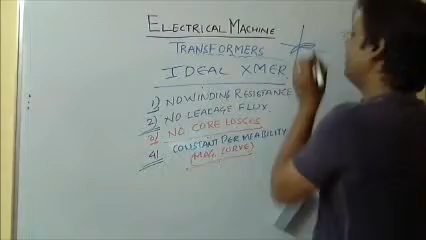 ELECTRICAL MACHINE
TRANSFORMERS
IDEAL XMER
1) NO WINDING RESISTANCE
2) NO LEAKAGE FLUX
3) NO CORE LOSSES
4) CONSTANT PERMEABILITY
(MAG. CURVE)